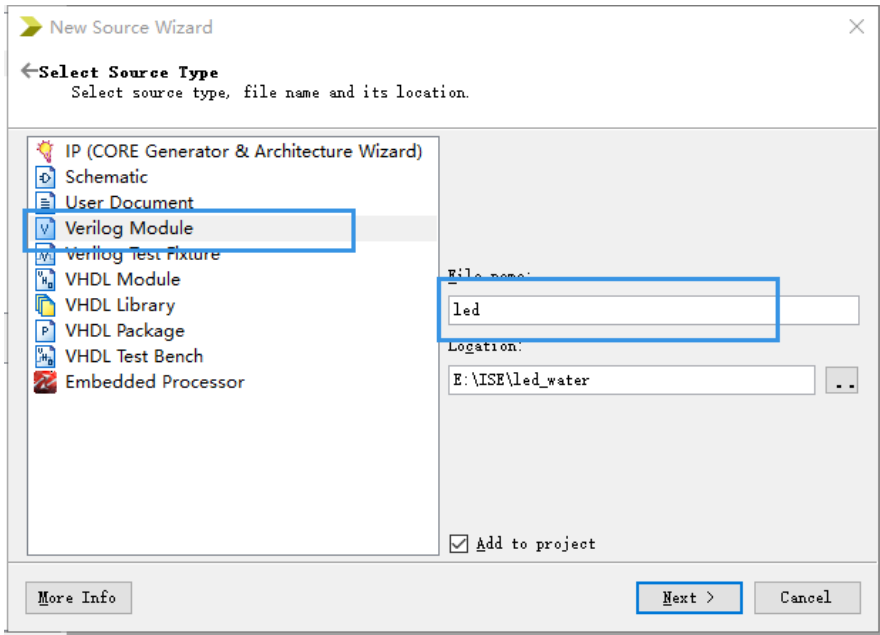 New Source Wizard
Select Source Type
Select source type, file name and its location.
IP (CORE Generator & Architecture Wizard)
Schematic
User Document
Verilog Module
Verilog Test Fixture
VHDL Module
VHDL Library
VHDL Package
VHDL Test Bench
Embedded Processor
File name:
led
Location:
E:\ISE\led_water
..
Add to project
More Info
Next >
Cancel